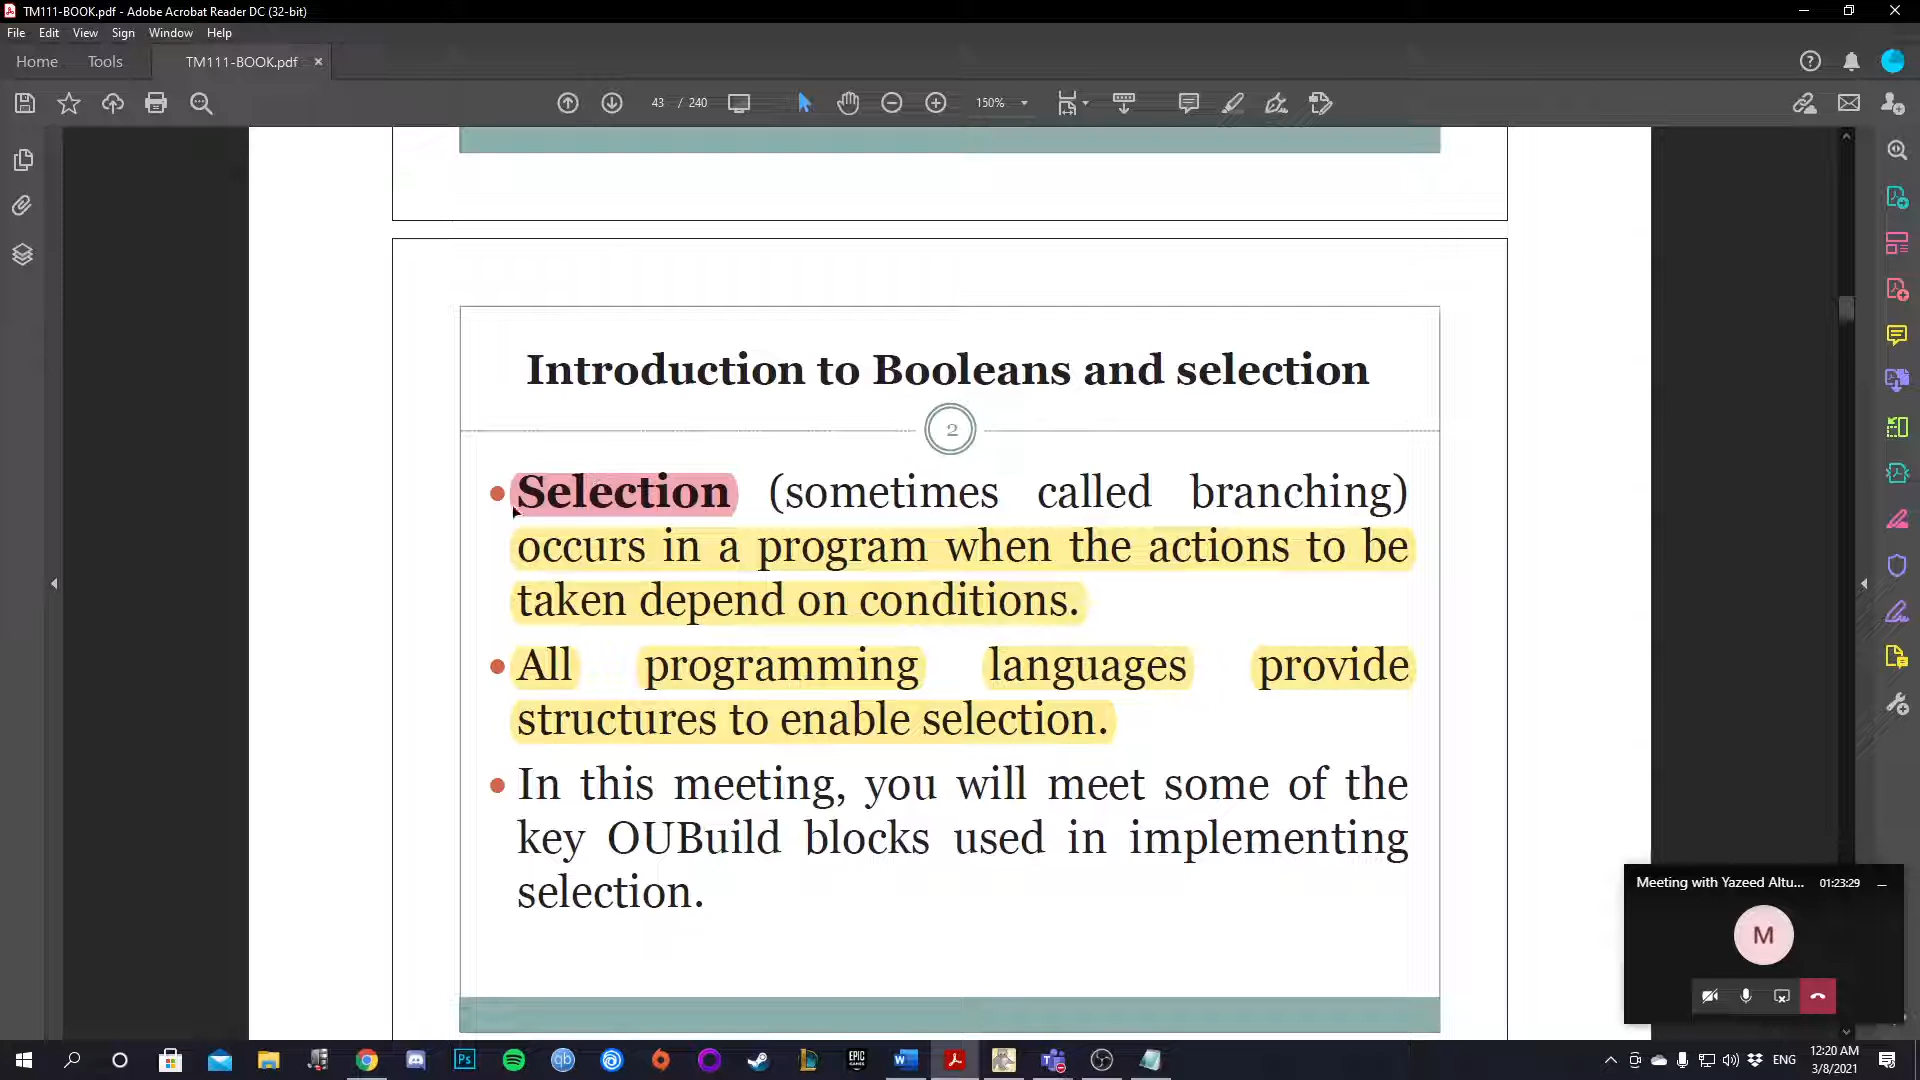 TM111-BOOK.pdf - Adobe Acrobat Reader DC (32-bit)
File Edit View Sign Window Help
Home Tools TM111-BOOK.pdf
43 / 240 150%
Introduction to Booleans and selection
2
Selection (sometimes called branching)
occurs in a program when the actions to be
taken depend on conditions.
All programming languages provide
structures to enable selection.
In this meeting, you will meet some of the
key OUBuild blocks used in implementing
selection.
Meeting with Yazeed Altu... 01:23:29
M
Ps qb EPIC GAMES
ENG
12:20 AM
3/8/2021